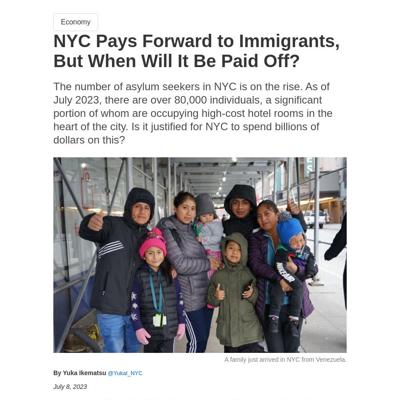 Economy
NYC Pays Forward to Immigrants,
But When Will It Be Paid Off?
The number of asylum seekers in NYC is on the rise. As of
July 2023, there are over 80,000 individuals, a significant
portion of whom are occupying high-cost hotel rooms in the
heart of the city. Is it justified for NYC to spend billions of
dollars on this?
A family just arrived in NYC from Venezuela.
By Yuka Ikematsu @YukaI_NYC
July 8, 2023